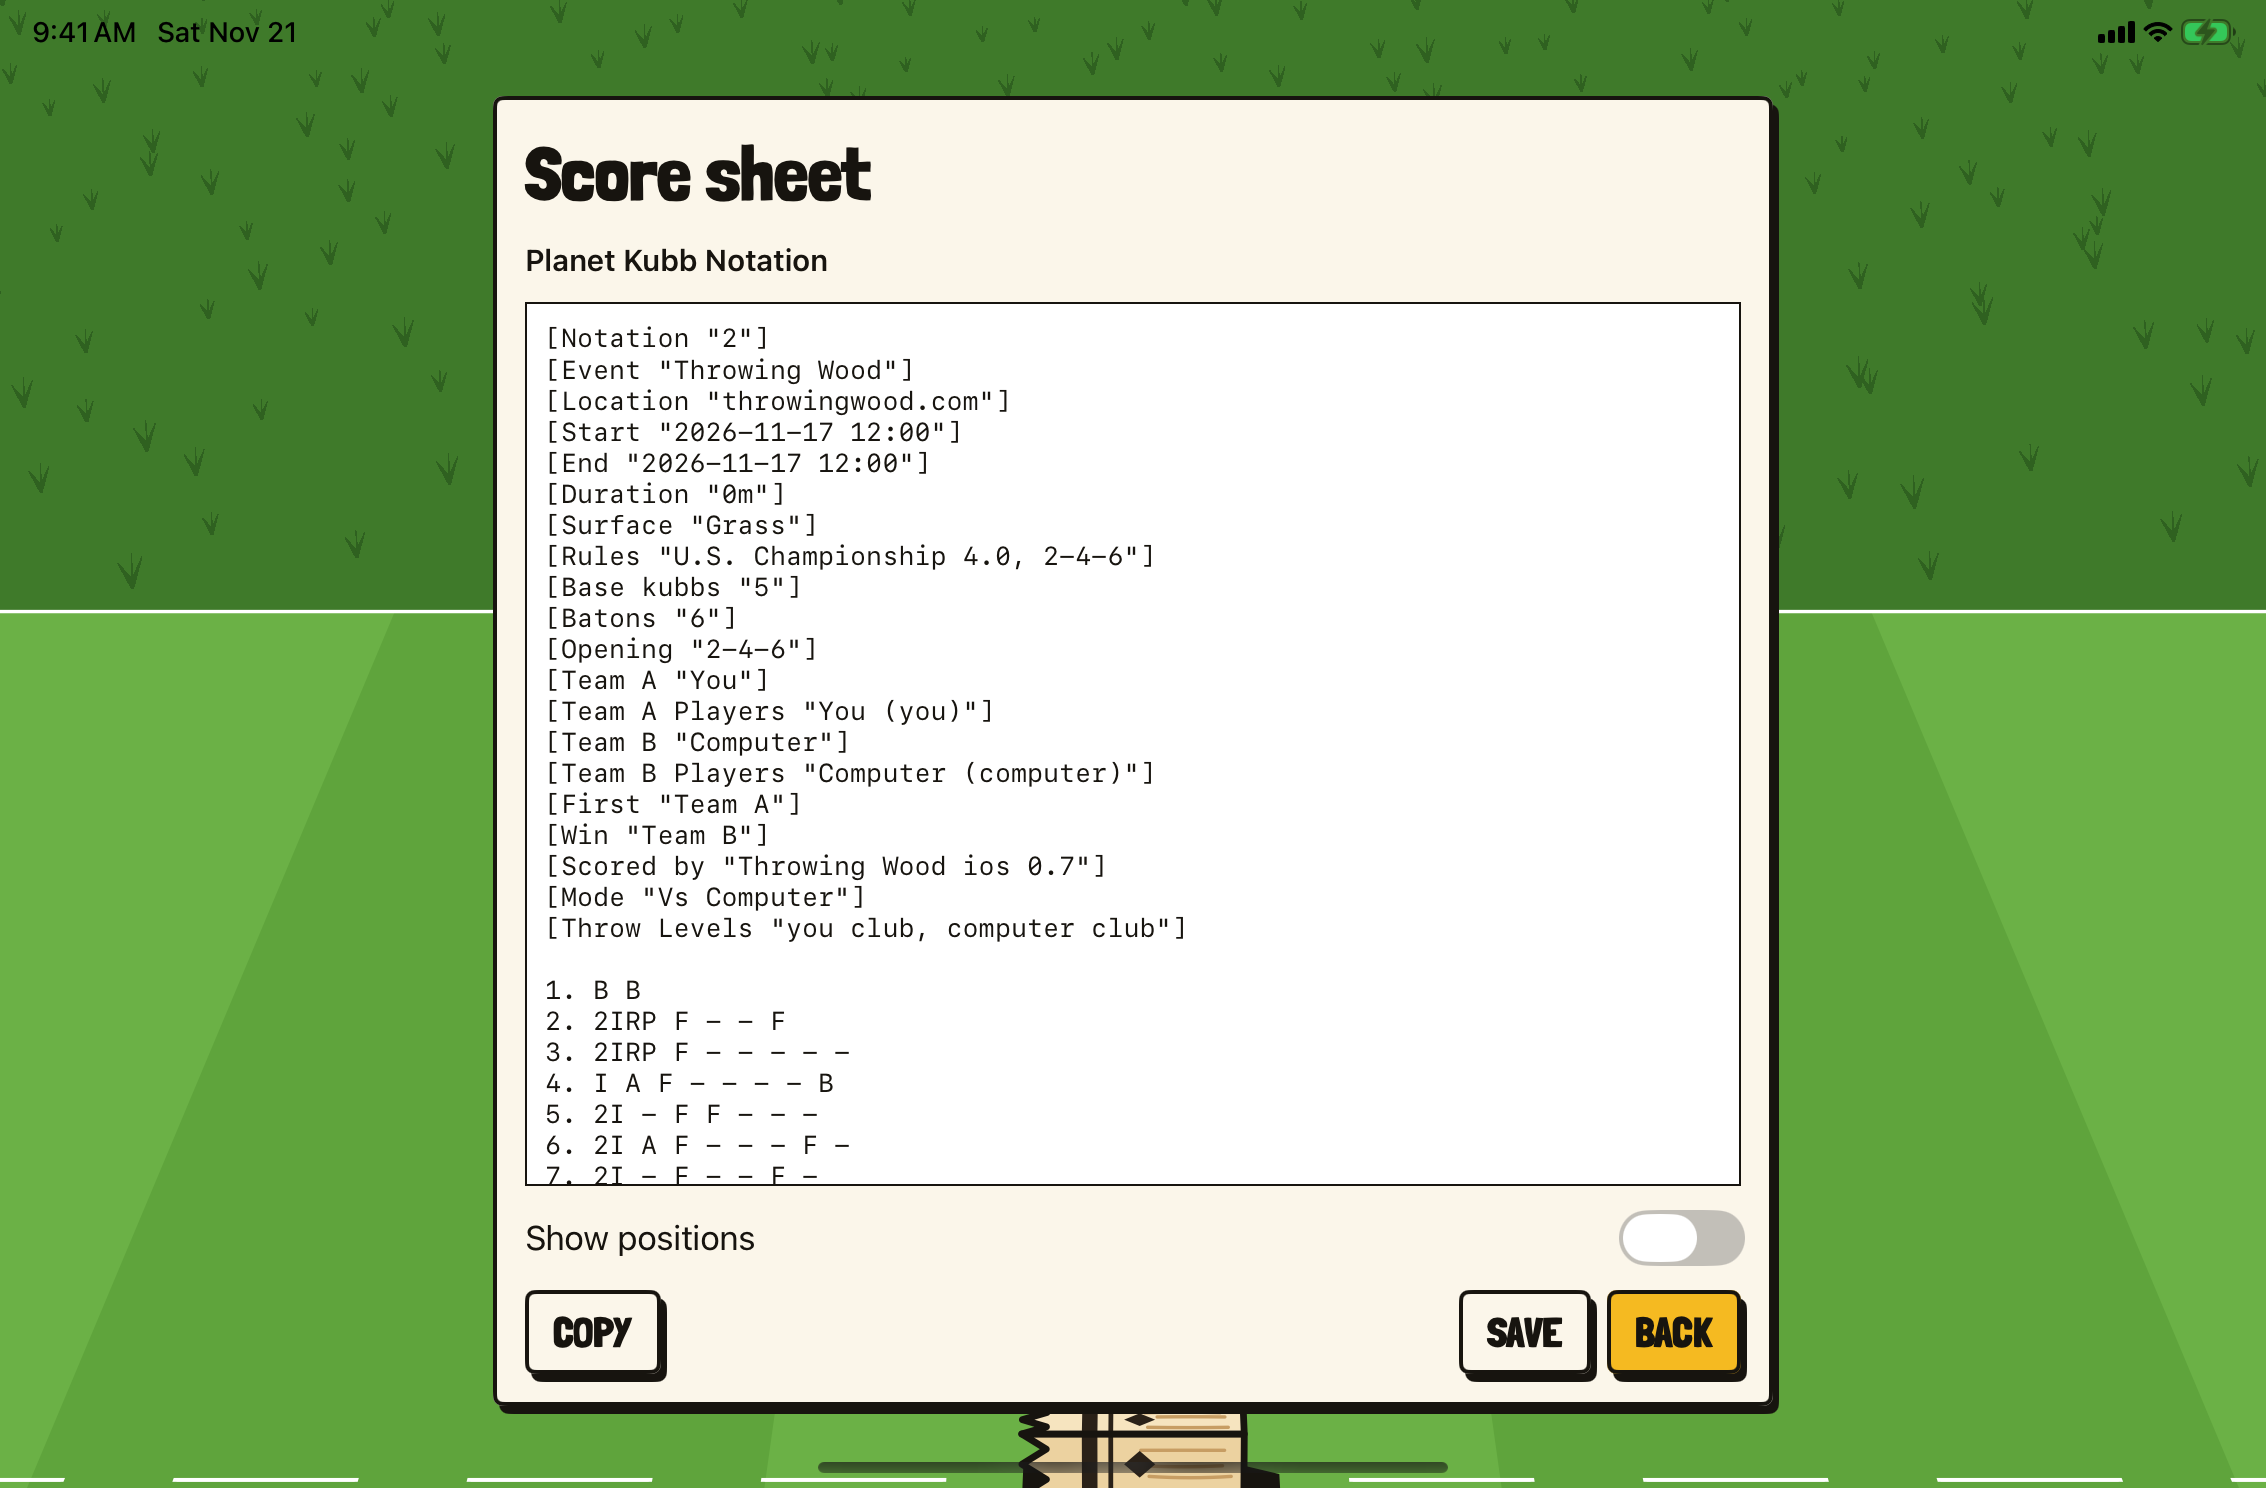 9:41 AM Sat Nov 21
Score sheet
Planet Kubb Notation
[Notation "2"]
[Event "Throwing Wood"]
[Location "throwingwood.com"]
[Start "2026-11-17 12:00"]
[End "2026-11-17 12:00"]
[Duration "0m"]
[Surface "Grass"]
[Rules "U.S. Championship 4.0, 2-4-6"]
[Base kubbs "5"]
[Batons "6"]
[Opening "2-4-6"]
[Team A "You"]
[Team A Players "You (you)"]
[Team B "Computer"]
[Team B Players "Computer (computer)"]
[First "Team A"]
[Win "Team B"]
[Scored by "Throwing Wood ios 0.7"]
[Mode "Vs Computer"]
[Throw Levels "you club, computer club"]
1. B B
2. 2IRP F - - F
3. 2IRP F - - - - -
4. I A F - - - - B
5. 2I - F F - - -
6. 2I A F - - - F -
7. 2I - F - - F -
Show positions
COPY
SAVE
BACK